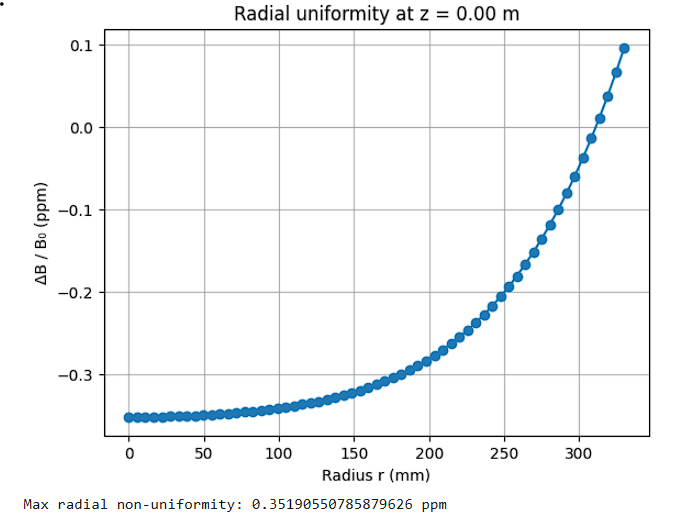 Radial uniformity at z = 0.00 m
0.1
0.0
−0.1
−0.2
−0.3
ΔB / B₀ (ppm)
0 50 100 150 200 250 300
Radius r (mm)
Max radial non-uniformity: 0.35190550785879626 ppm